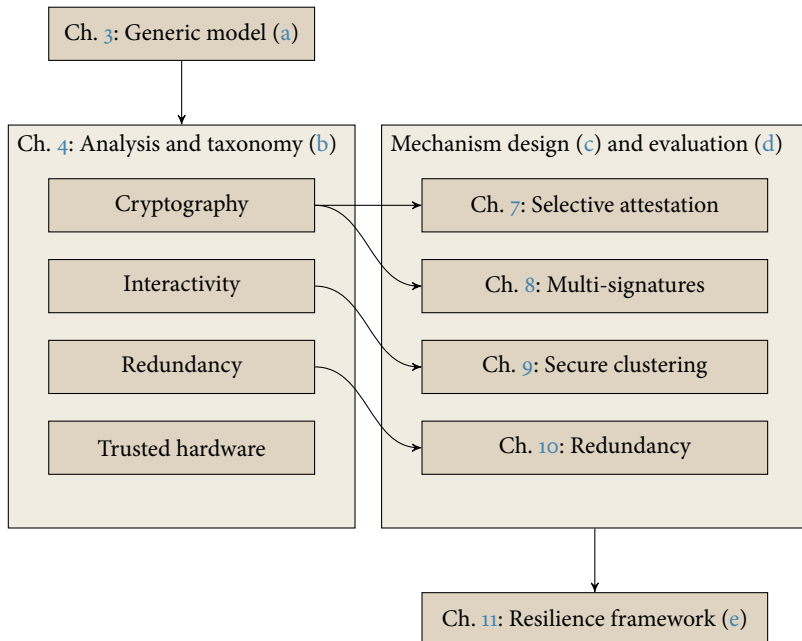 Ch. 3: Generic model (a)
Ch. 4: Analysis and taxonomy (b)
Cryptography
Interactivity
Redundancy
Trusted hardware
Mechanism design (c) and evaluation (d)
Ch. 7: Selective attestation
Ch. 8: Multi-signatures
Ch. 9: Secure clustering
Ch. 10: Redundancy
Ch. 11: Resilience framework (e)